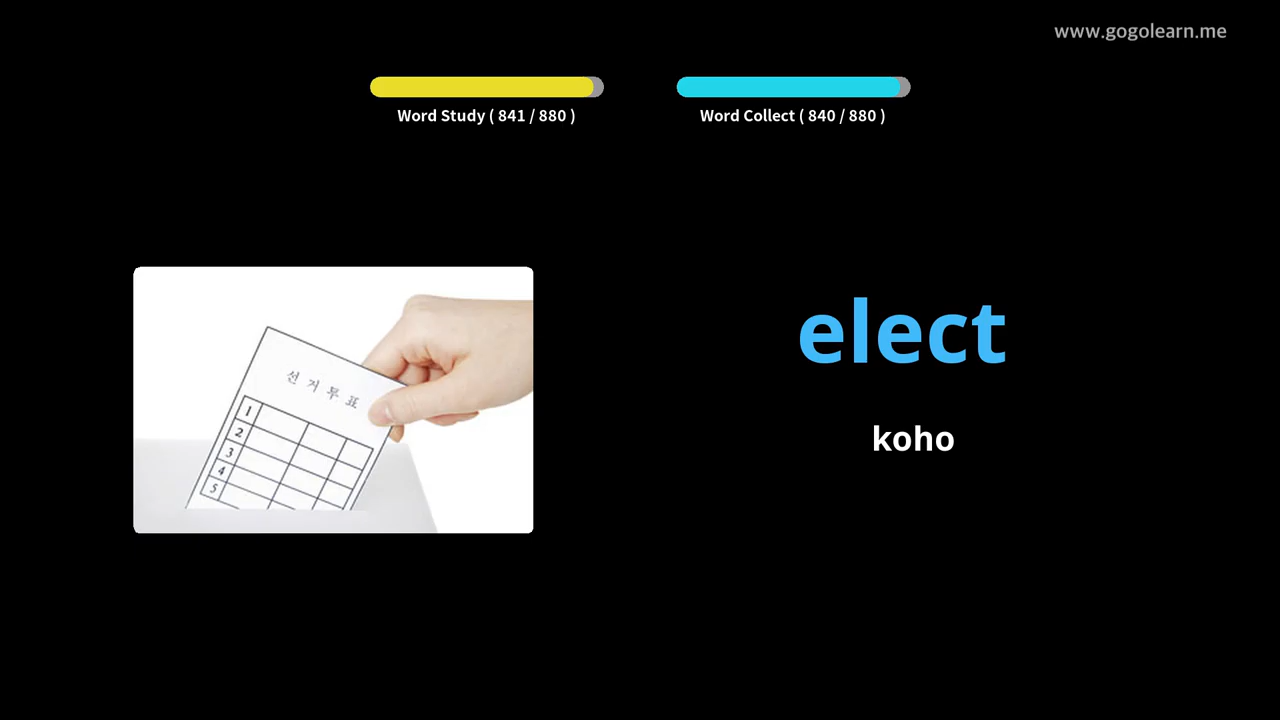 www.gogolearn.me
Word Study ( 841 / 880 )
Word Collect ( 840 / 880 )
선거투표
1
2
3
4
5
elect
koho